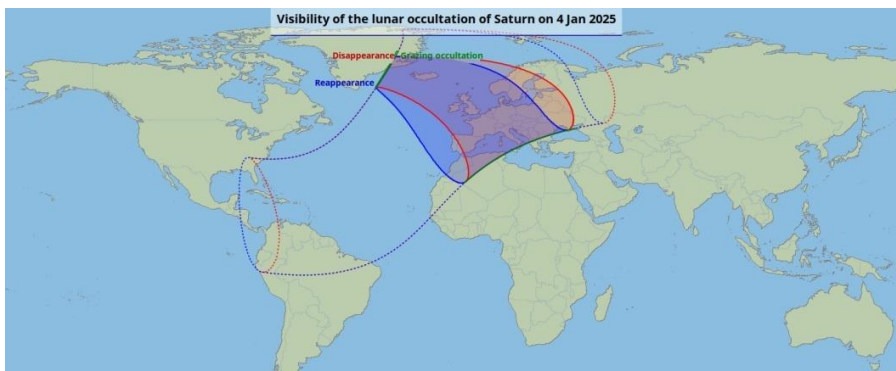 Visibility of the lunar occultation of Saturn on 4 Jan 2025
Disappearance Grazing occultation
Reappearance